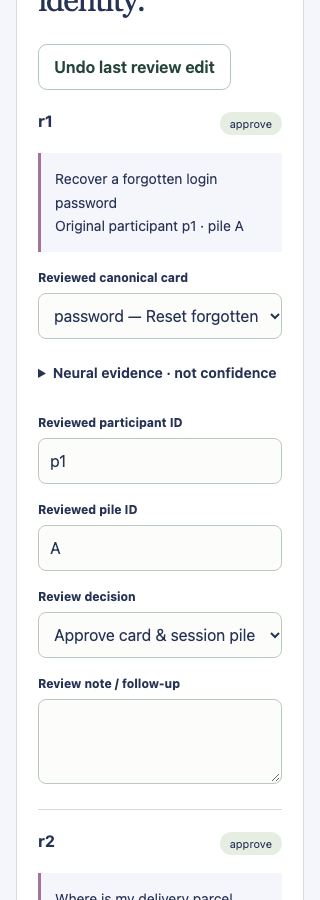 identity.
Undo last review edit
r1
approve
Recover a forgotten login
password
Original participant p1 · pile A
Reviewed canonical card
password — Reset forgotten
Neural evidence · not confidence
Reviewed participant ID
p1
Reviewed pile ID
A
Review decision
Approve card & session pile
Review note / follow-up
r2
approve
Where is my delivery parcel